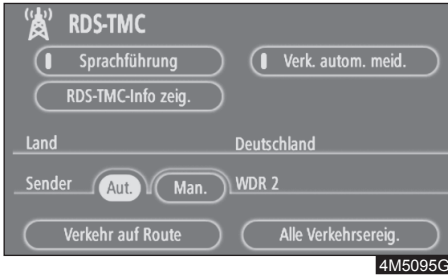 RDS-TMC
Sprachführung Verk. autom. meid.
RDS-TMC-Info zeig.
Land Deutschland
Sender Aut. Man. WDR 2
Verkehr auf Route Alle Verkehrsereig.
4M5095G